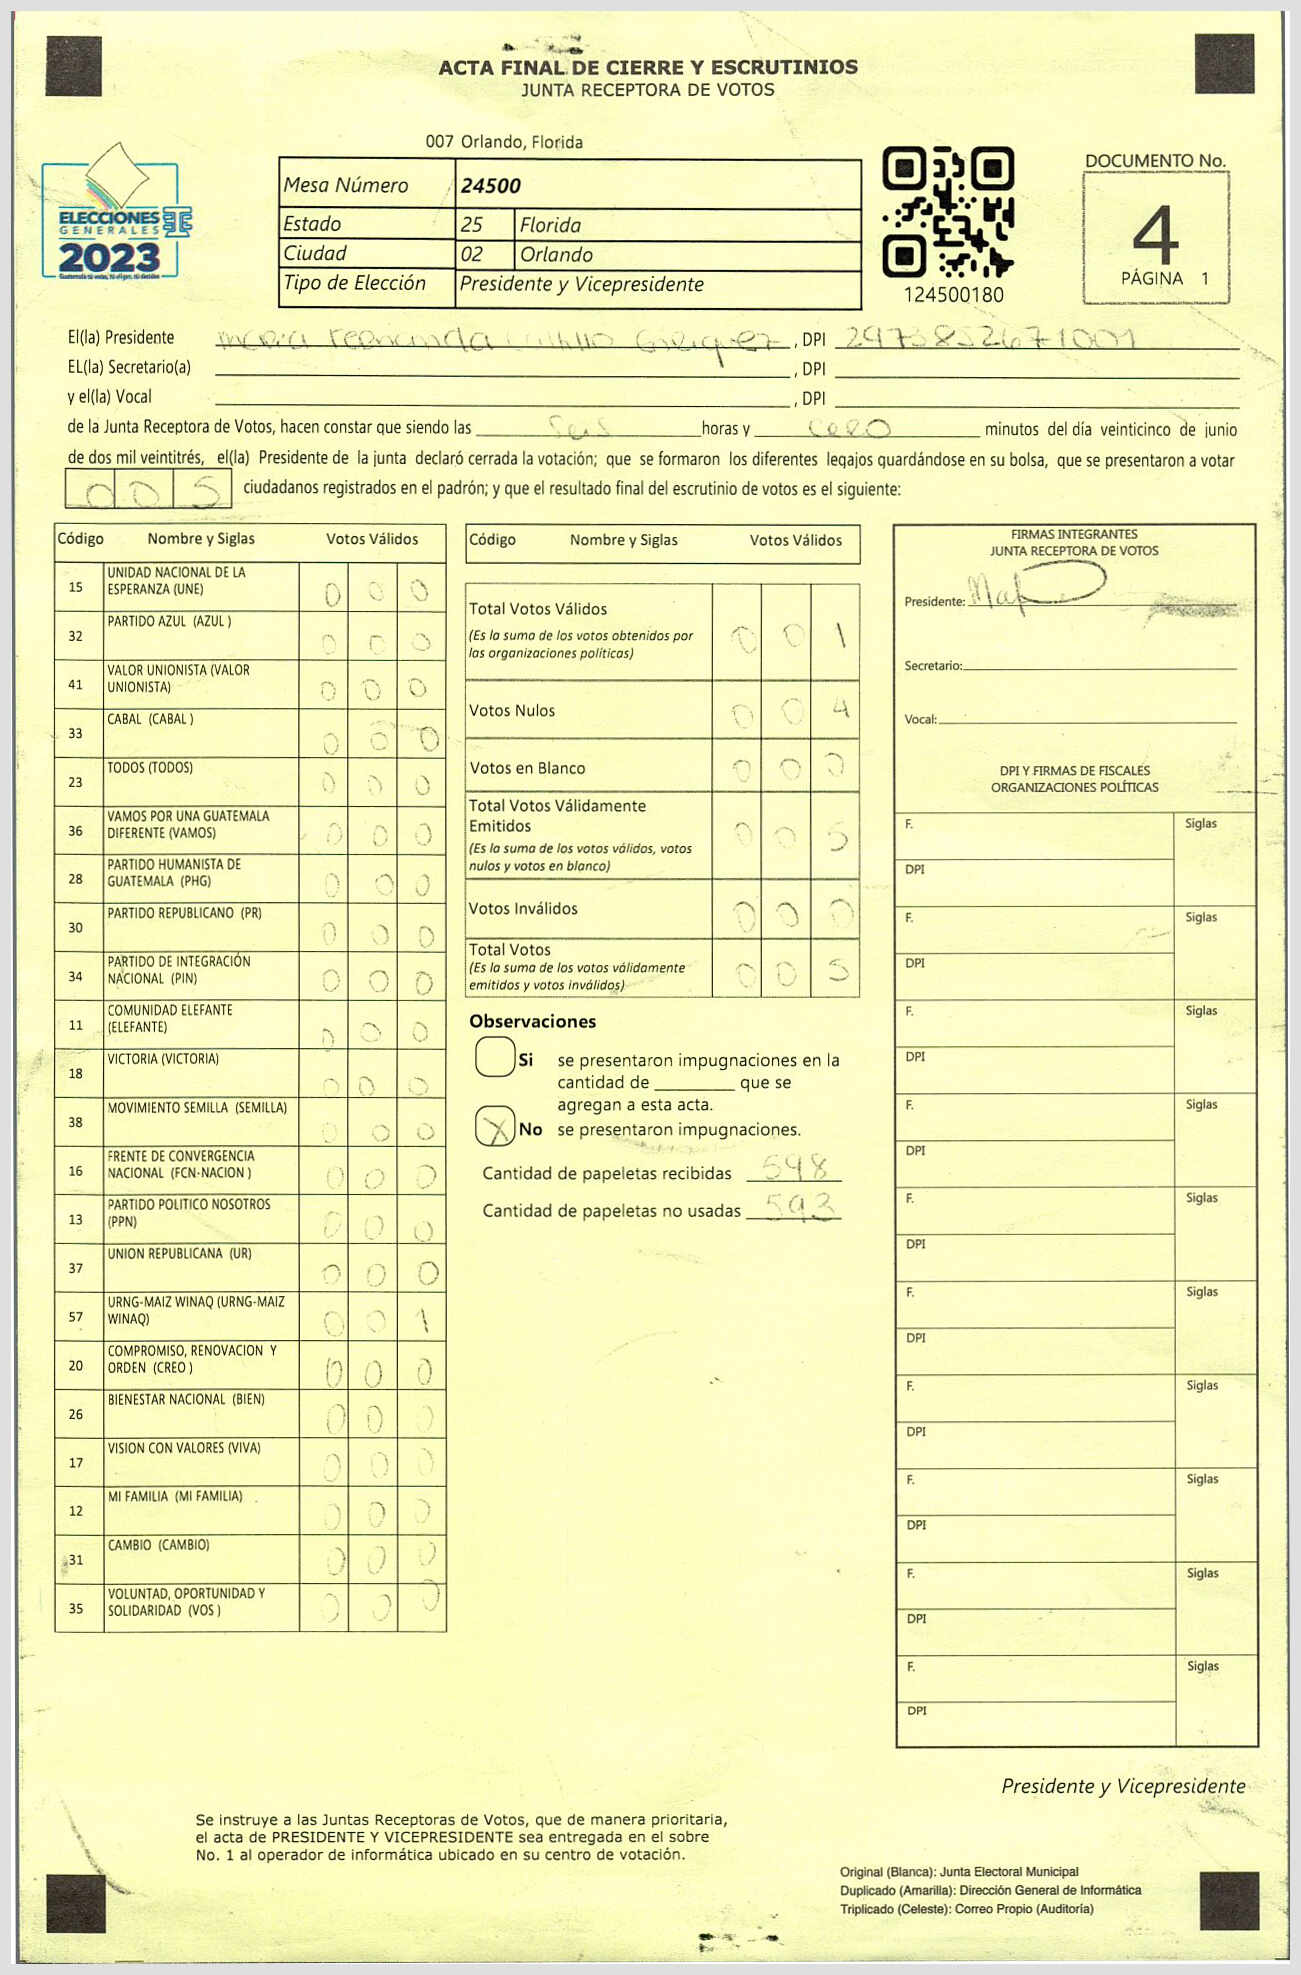 ACTA FINAL DE CIERRE Y ESCRUTINIOS
JUNTA RECEPTORA DE VOTOS
007 Orlando, Florida
ELECCIONES
GENERALES
2023
Mesa Número 24500
Estado 25 Florida
Ciudad 02 Orlando
Tipo de Elección Presidente y Vicepresidente
124500180
DOCUMENTO No.
4
PÁGINA 1
El(la) Presidente Maria Fernanda , DPI
EL(la) Secretario(a) , DPI
y el(la) Vocal , DPI
de la Junta Receptora de Votos, hacen constar que siendo las seis horas y cero minutos del día veinticinco de junio
de dos mil veintitrés, el(la) Presidente de la junta declaró cerrada la votación; que se formaron los diferentes legajos guardándose en su bolsa, que se presentaron a votar
005 ciudadanos registrados en el padrón; y que el resultado final del escrutinio de votos es el siguiente:
Código Nombre y Siglas Votos Válidos
15 UNIDAD NACIONAL DE LA
ESPERANZA (UNE) 0 0 0
32 PARTIDO AZUL (AZUL ) 0 0 0
41 VALOR UNIONISTA (VALOR
UNIONISTA) 0 0 0
33 CABAL (CABAL ) 0 0 0
23 TODOS (TODOS) 0 0 0
36 VAMOS POR UNA GUATEMALA
DIFERENTE (VAMOS) 0 0 0
28 PARTIDO HUMANISTA DE
GUATEMALA (PHG) 0 0 0
30 PARTIDO REPUBLICANO (PR) 0 0 0
34 PARTIDO DE INTEGRACIÓN
NACIONAL (PIN) 0 0 0
11 COMUNIDAD ELEFANTE
(ELEFANTE) 0 0 0
18 VICTORIA (VICTORIA) 0 0 0
38 MOVIMIENTO SEMILLA (SEMILLA) 0 0 0
16 FRENTE DE CONVERGENCIA
NACIONAL (FCN-NACION ) 0 0 0
13 PARTIDO POLITICO NOSOTROS
(PPN) 0 0 0
37 UNION REPUBLICANA (UR) 0 0 0
57 URNG-MAIZ WINAQ (URNG-MAIZ
WINAQ) 0 0 1
20 COMPROMISO, RENOVACION Y
ORDEN (CREO ) 0 0 0
26 BIENESTAR NACIONAL (BIEN) 0 0 0
17 VISION CON VALORES (VIVA) 0 0 0
12 MI FAMILIA (MI FAMILIA) 0 0 0
31 CAMBIO (CAMBIO) 0 0 0
35 VOLUNTAD, OPORTUNIDAD Y
SOLIDARIDAD (VOS ) 0 0 0
Código Nombre y Siglas Votos Válidos
Total Votos Válidos 0 0 1
(Es la suma de los votos obtenidos por
las organizaciones políticas)
Votos Nulos 0 0 4
Votos en Blanco 0 0 0
Total Votos Válidamente
Emitidos 0 0 5
(Es la suma de los votos válidos, votos
nulos y votos en blanco)
Votos Inválidos 0 0 0
Total Votos 0 0 5
(Es la suma de los votos válidamente
emitidos y votos inválidos)
Observaciones
Si se presentaron impugnaciones en la
cantidad de ________ que se
agregan a esta acta.
X No se presentaron impugnaciones.
Cantidad de papeletas recibidas 598
Cantidad de papeletas no usadas 593
FIRMAS INTEGRANTES
JUNTA RECEPTORA DE VOTOS
Presidente:
Secretario:
Vocal:
DPI Y FIRMAS DE FISCALES
ORGANIZACIONES POLÍTICAS
F. Siglas
DPI
F. Siglas
DPI
F. Siglas
DPI
F. Siglas
DPI
F. Siglas
DPI
F. Siglas
DPI
F. Siglas
DPI
F. Siglas
DPI
F. Siglas
DPI
F. Siglas
DPI
Presidente y Vicepresidente
Se instruye a las Juntas Receptoras de Votos, que de manera prioritaria,
el acta de PRESIDENTE Y VICEPRESIDENTE sea entregada en el sobre
No. 1 al operador de informática ubicado en su centro de votación.
Original (Blanca): Junta Electoral Municipal
Duplicado (Amarilla): Dirección General de Informática
Triplicado (Celeste): Correo Propio (Auditoría)